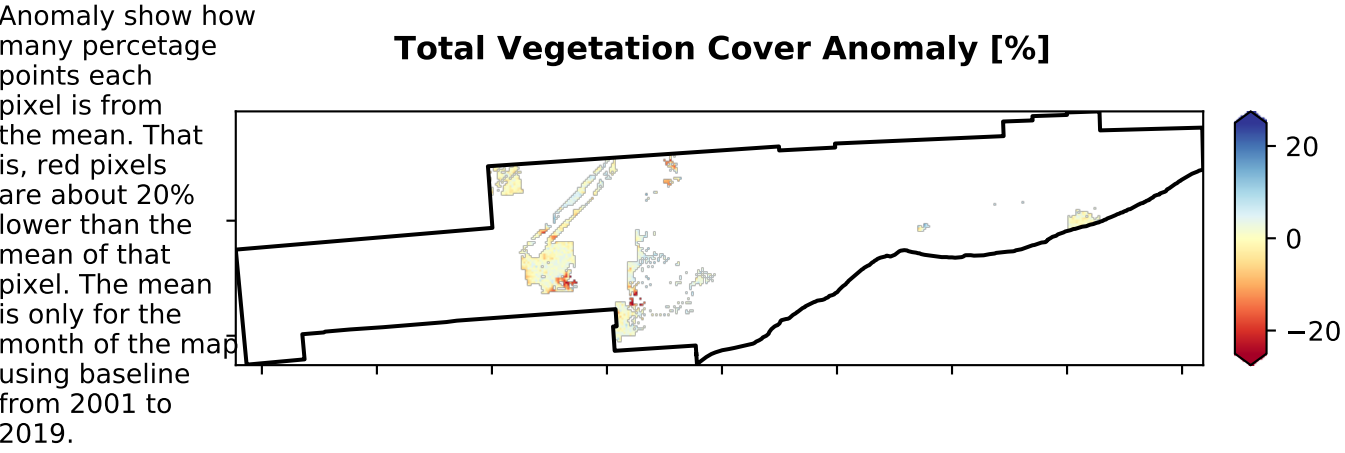 Anomaly show how
many percetage
points each
pixel is from
the mean. That
is, red pixels
are about 20%
lower than the
mean of that
pixel. The mean
is only for the
month of the map
using baseline
from 2001 to
2019.
Total Vegetation Cover Anomaly [%]
20
0
−20